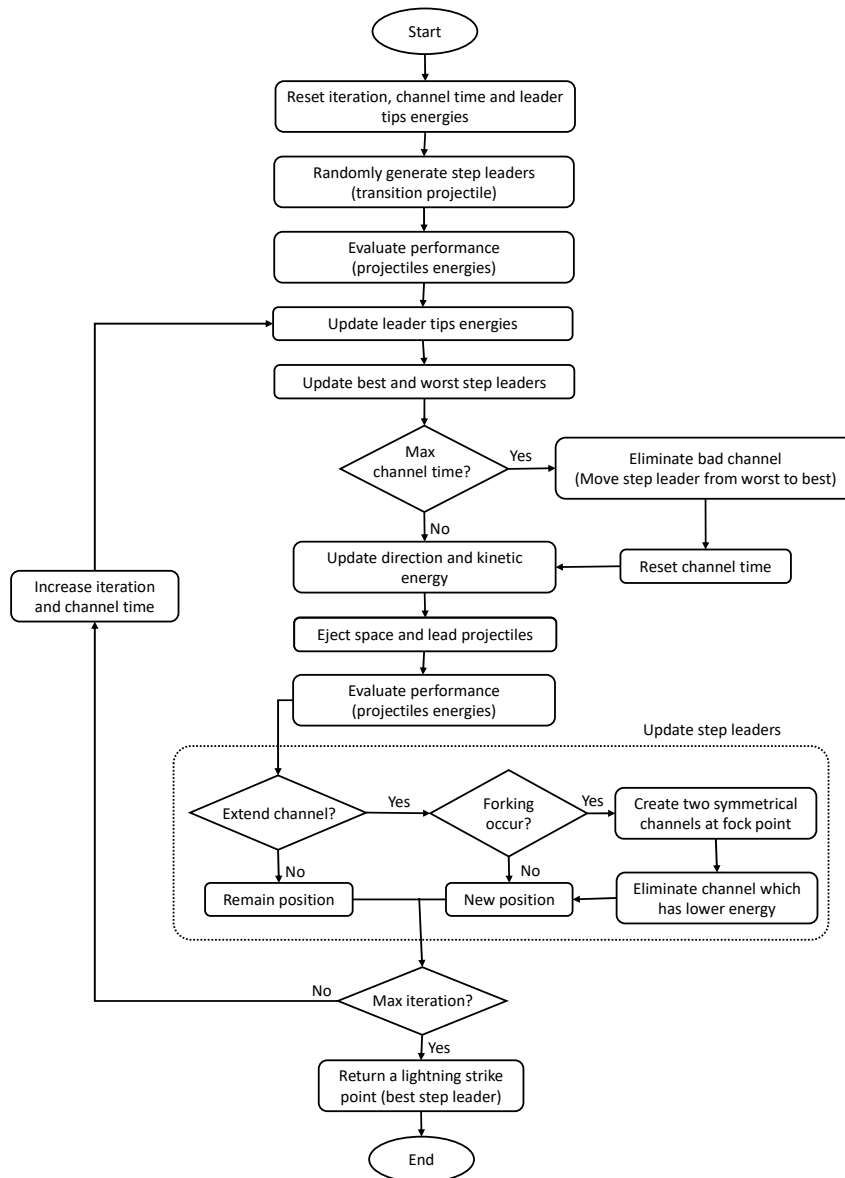 Start
Reset iteration, channel time and leader
tips energies
Randomly generate step leaders
(transition projectile)
Evaluate performance
(projectiles energies)
Update leader tips energies
Update best and worst step leaders
Max
channel time?
Yes
Eliminate bad channel
(Move step leader from worst to best)
No
Update direction and kinetic
energy
Reset channel time
Increase iteration
and channel time
Eject space and lead projectiles
Evaluate performance
(projectiles energies)
Update step leaders
Extend channel?
Yes
Forking
occur?
Yes
Create two symmetrical
channels at fock point
No
No
Remain position
New position
Eliminate channel which
has lower energy
No
Max iteration?
Yes
Return a lightning strike
point (best step leader)
End